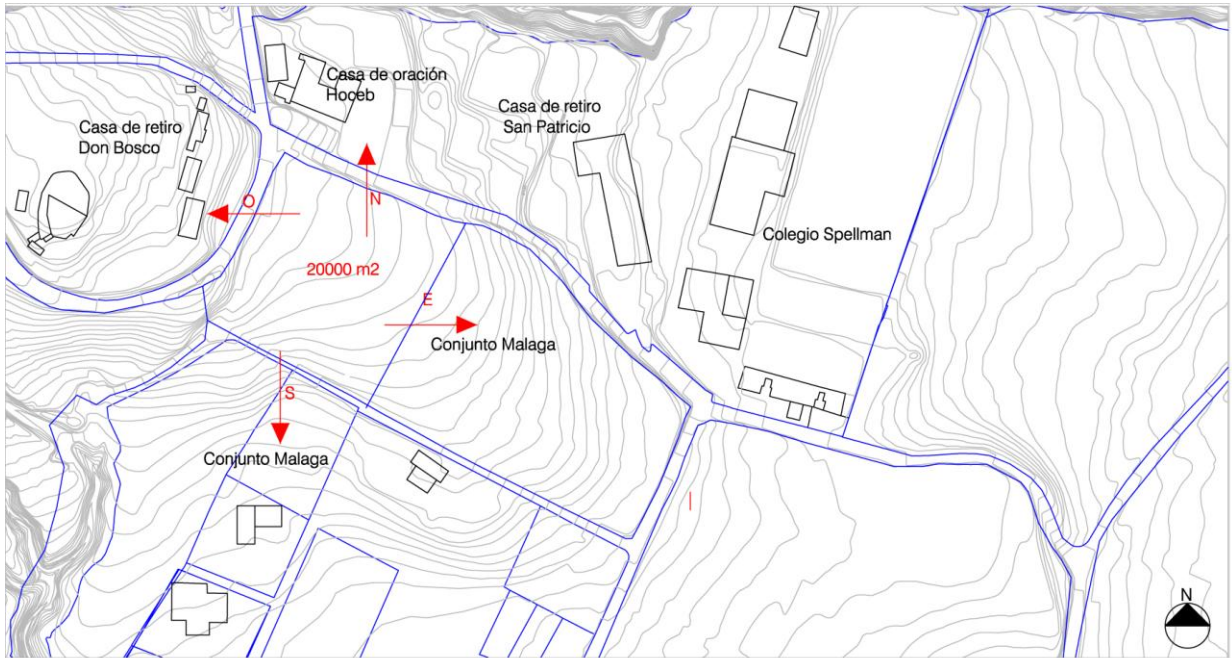 Casa de oración
Hoceb
Casa de retiro
San Patricio
Casa de retiro
Don Bosco
O
N
Colegio Spellman
20000 m2
E
Conjunto Malaga
S
Conjunto Malaga
N